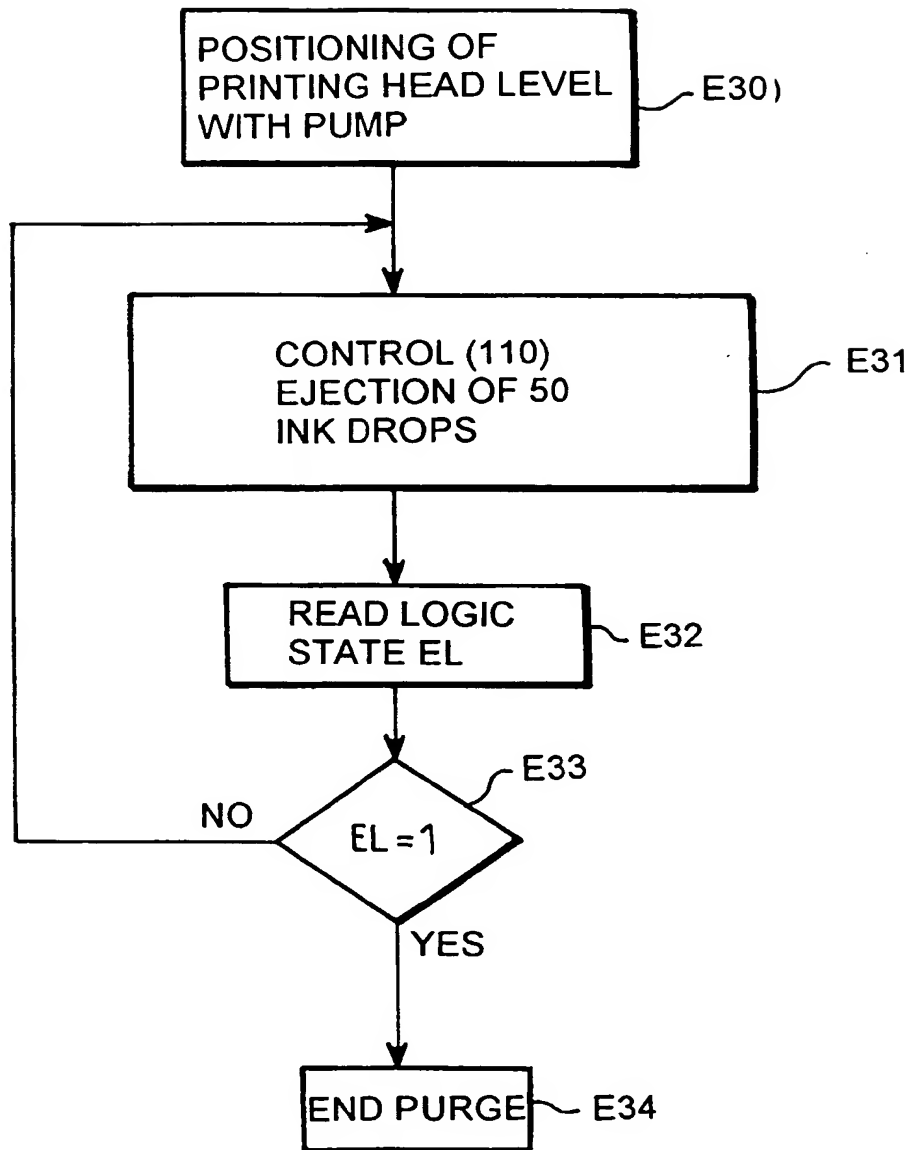 POSITIONING OF
PRINTING HEAD LEVEL
WITH PUMP
E30)
CONTROL (110)
EJECTION OF 50
INK DROPS
E31
READ LOGIC
STATE EL
E32
E33
NO
EL=1
YES
END PURGE
E34